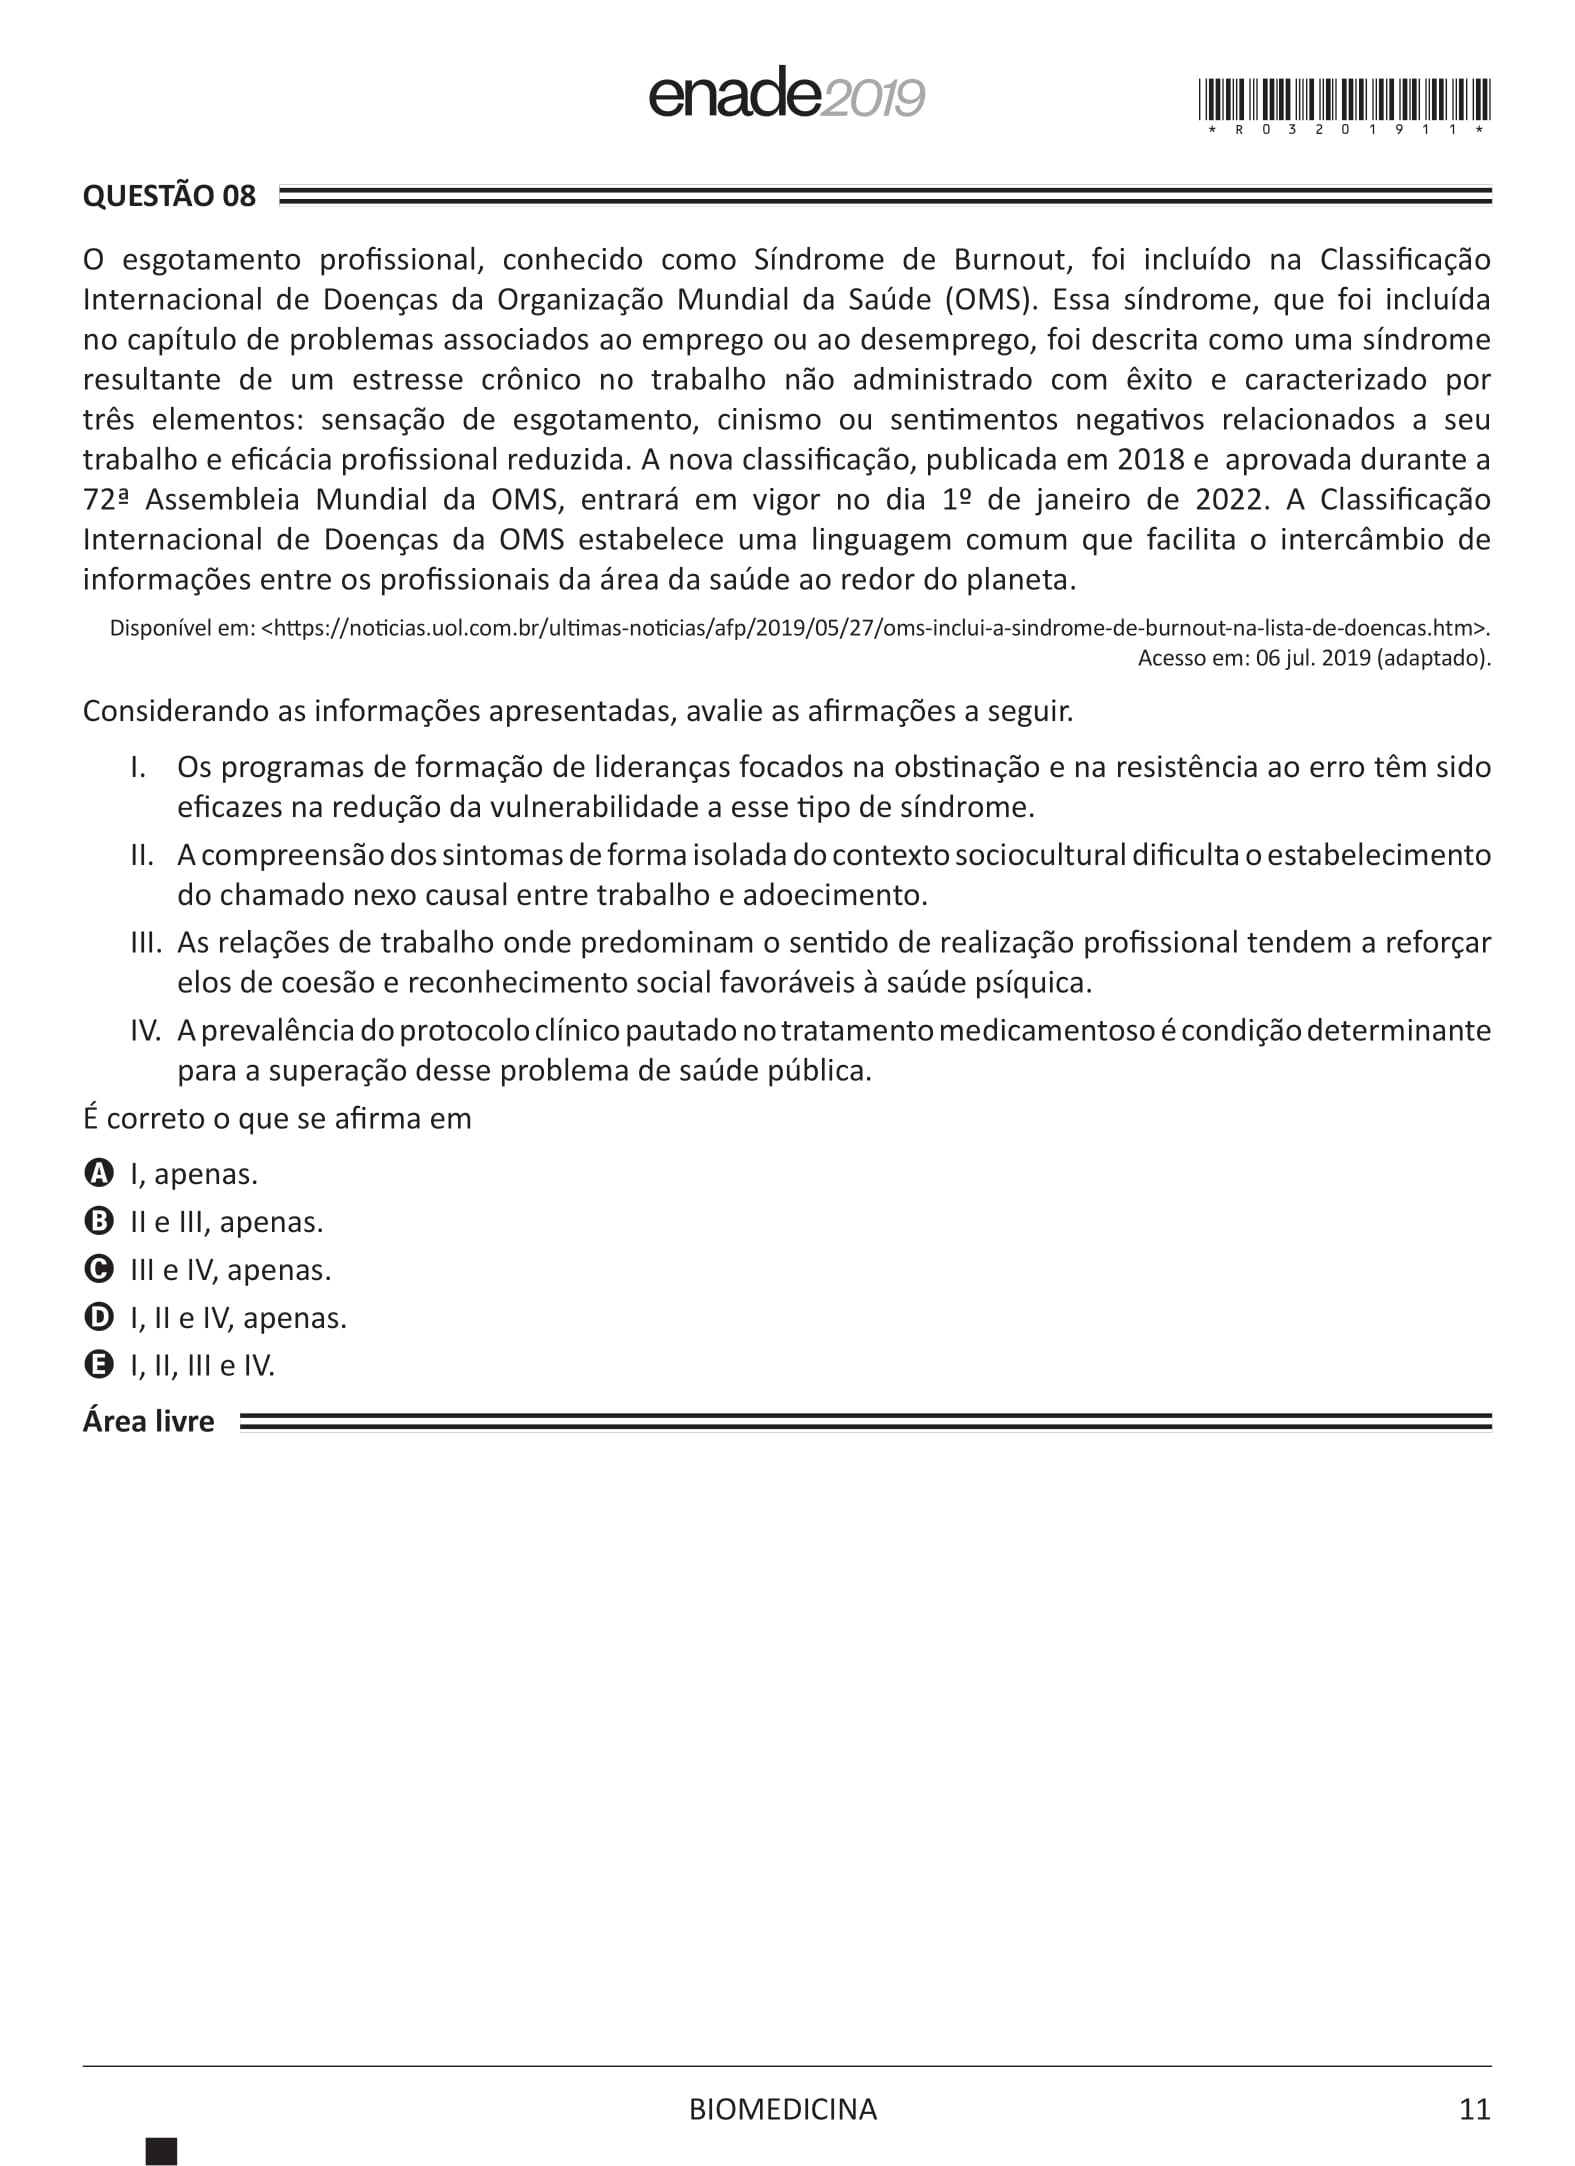 enade2019
*R03201911*
QUESTÃO 08
O esgotamento profissional, conhecido como Síndrome de Burnout, foi incluído na Classificação
Internacional de Doenças da Organização Mundial da Saúde (OMS). Essa síndrome, que foi incluída
no capítulo de problemas associados ao emprego ou ao desemprego, foi descrita como uma síndrome
resultante de um estresse crônico no trabalho não administrado com êxito e caracterizado por
três elementos: sensação de esgotamento, cinismo ou sentimentos negativos relacionados a seu
trabalho e eficácia profissional reduzida. A nova classificação, publicada em 2018 e aprovada durante a
72ª Assembleia Mundial da OMS, entrará em vigor no dia 1º de janeiro de 2022. A Classificação
Internacional de Doenças da OMS estabelece uma linguagem comum que facilita o intercâmbio de
informações entre os profissionais da área da saúde ao redor do planeta.
Disponível em: <https://noticias.uol.com.br/ultimas-noticias/afp/2019/05/27/oms-inclui-a-sindrome-de-burnout-na-lista-de-doencas.htm>.
Acesso em: 06 jul. 2019 (adaptado).
Considerando as informações apresentadas, avalie as afirmações a seguir.
I. Os programas de formação de lideranças focados na obstinação e na resistência ao erro têm sido
eficazes na redução da vulnerabilidade a esse tipo de síndrome.
II. A compreensão dos sintomas de forma isolada do contexto sociocultural dificulta o estabelecimento
do chamado nexo causal entre trabalho e adoecimento.
III. As relações de trabalho onde predominam o sentido de realização profissional tendem a reforçar
elos de coesão e reconhecimento social favoráveis à saúde psíquica.
IV. A prevalência do protocolo clínico pautado no tratamento medicamentoso é condição determinante
para a superação desse problema de saúde pública.
É correto o que se afirma em
A I, apenas.
B II e III, apenas.
C III e IV, apenas.
D I, II e IV, apenas.
E I, II, III e IV.
Área livre
BIOMEDICINA
11